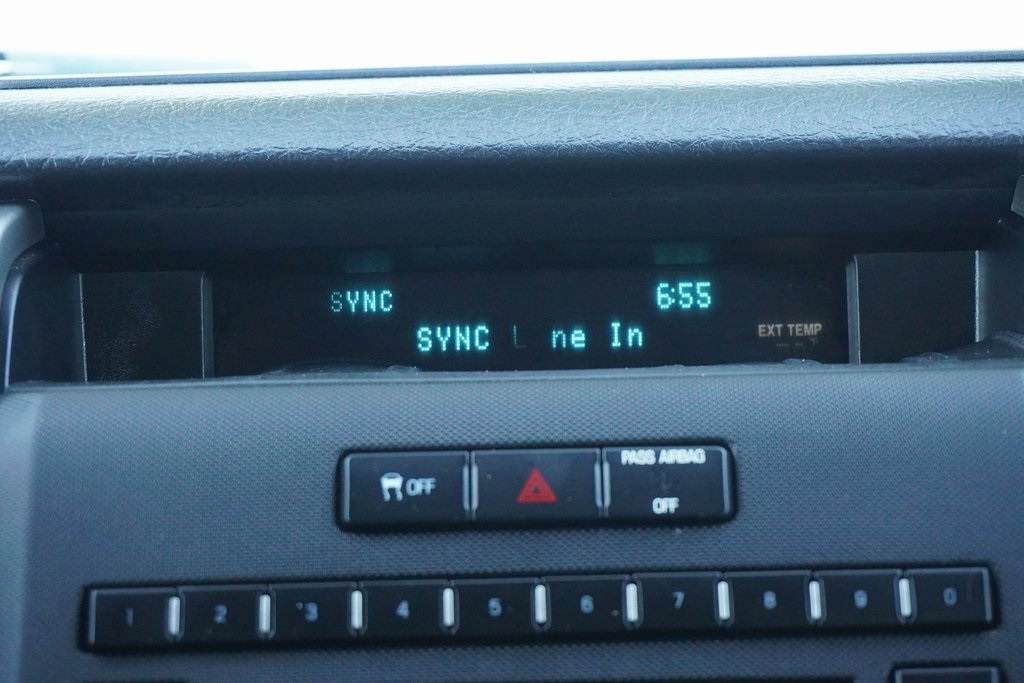 SYNC 6:55
SYNC L ne In
EXT TEMP
OFF
PASS AIRBAG
OFF
1 2 3 4 5 6 7 8 9 0